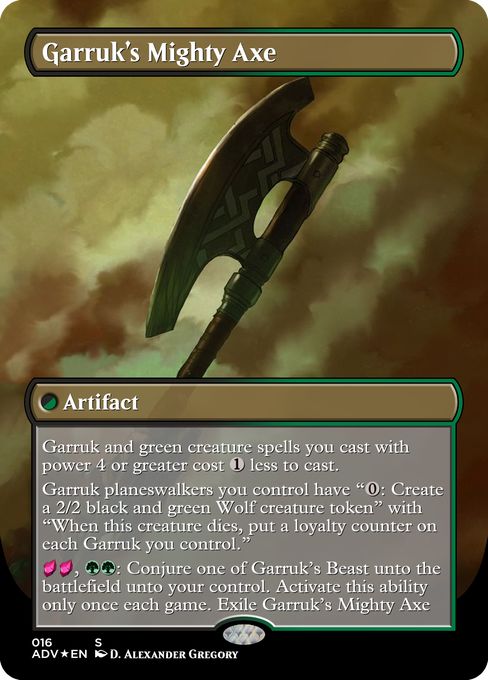 Garruk's Mighty Axe
Artifact
Garruk and green creature spells you cast with
power 4 or greater cost 1 less to cast.
Garruk planeswalkers you control have “0: Create
a 2/2 black and green Wolf creature token” with
“When this creature dies, put a loyalty counter on
each Garruk you control.”
, : Conjure one of Garruk's Beast unto the
battlefield unto your control. Activate this ability
only once each game. Exile Garruk's Mighty Axe
016 S
ADV★EN D. Alexander Gregory